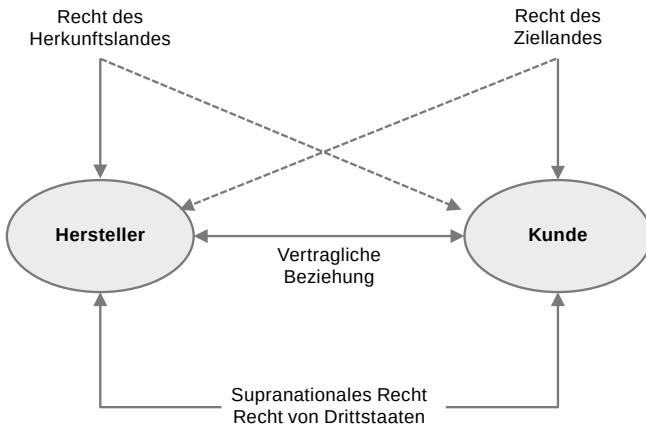 Recht des
Herkunftslandes
Recht des
Ziellandes
Hersteller
Kunde
Vertragliche
Beziehung
Supranationales Recht
Recht von Drittstaaten